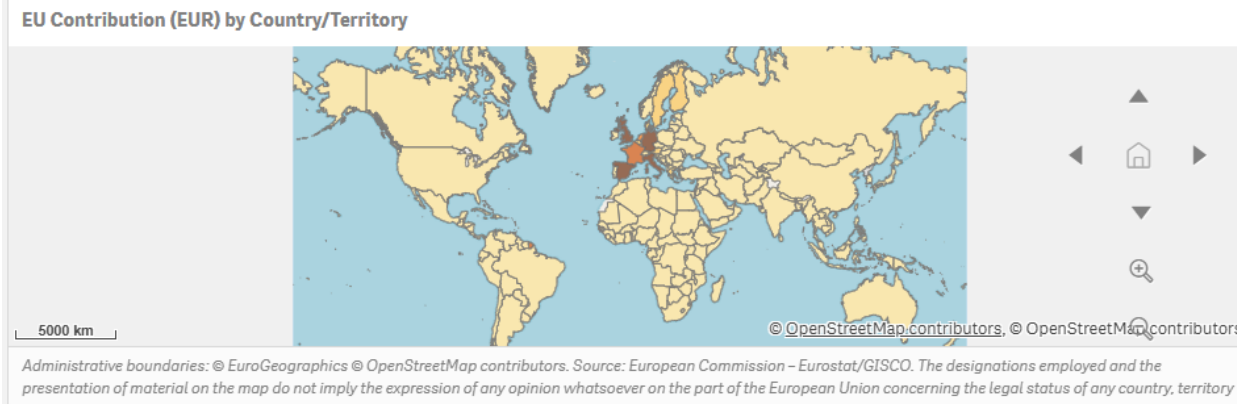 EU Contribution (EUR) by Country/Territory
5000 km
© OpenStreetMap contributors, © OpenStreetMap contributors
Administrative boundaries: © EuroGeographics © OpenStreetMap contributors. Source: European Commission – Eurostat/GISCO. The designations employed and the
presentation of material on the map do not imply the expression of any opinion whatsoever on the part of the European Union concerning the legal status of any country, territory